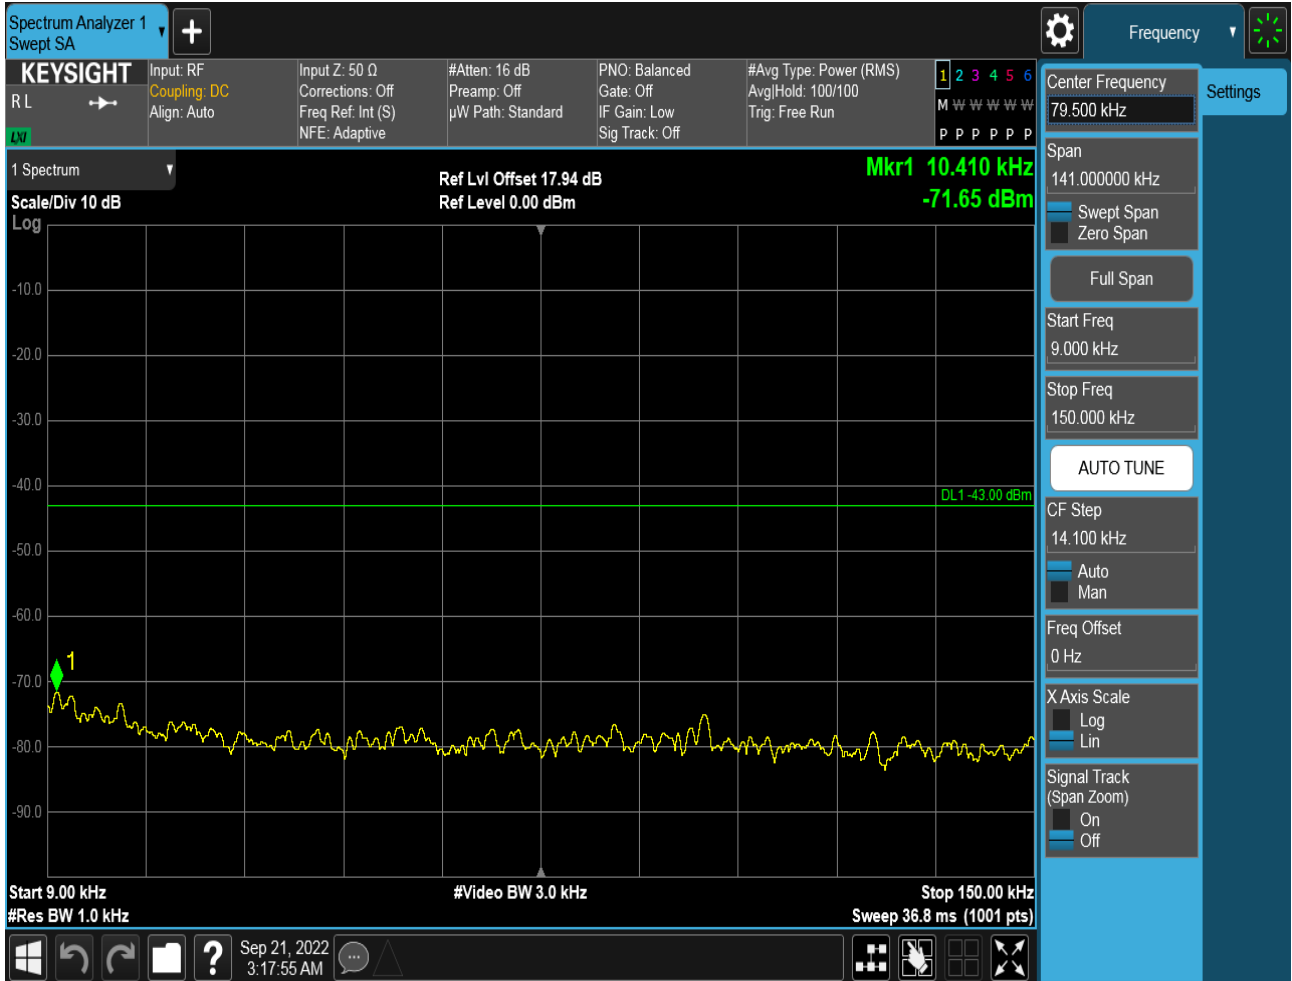 Spectrum Analyzer 1
Swept SA
+
Frequency
KEYSIGHT
R L
LXI
Input: RF
Coupling: DC
Align: Auto
Input Z: 50 Ω
Corrections: Off
Freq Ref: Int (S)
NFE: Adaptive
#Atten: 16 dB
Preamp: Off
µW Path: Standard
PNO: Balanced
Gate: Off
IF Gain: Low
Sig Track: Off
#Avg Type: Power (RMS)
Avg|Hold: 100/100
Trig: Free Run
1 2 3 4 5 6
M W W W W W
P P P P P P
1 Spectrum
Scale/Div 10 dB
Log
Ref Lvl Offset 17.94 dB
Ref Level 0.00 dBm
Mkr1 10.410 kHz
-71.65 dBm
-10.0
-20.0
-30.0
-40.0
DL1 -43.00 dBm
-50.0
-60.0
1
-70.0
-80.0
-90.0
Start 9.00 kHz
#Res BW 1.0 kHz
#Video BW 3.0 kHz
Stop 150.00 kHz
Sweep 36.8 ms (1001 pts)
?
Sep 21, 2022
3:17:55 AM
Center Frequency
79.500 kHz
Settings
Span
141.000000 kHz
Swept Span
Zero Span
Full Span
Start Freq
9.000 kHz
Stop Freq
150.000 kHz
AUTO TUNE
CF Step
14.100 kHz
Auto
Man
Freq Offset
0 Hz
X Axis Scale
Log
Lin
Signal Track
(Span Zoom)
On
Off